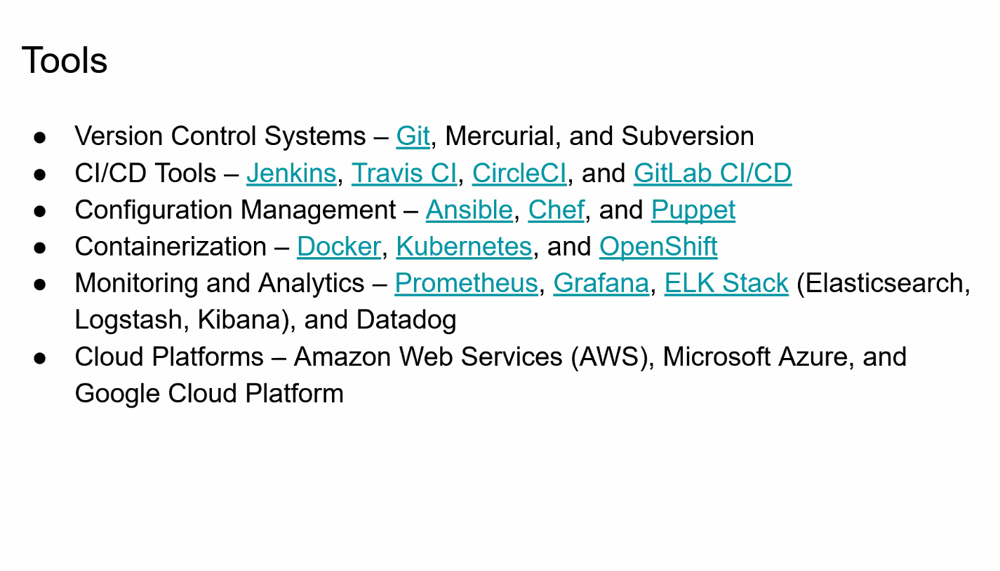 Tools
● Version Control Systems – Git, Mercurial, and Subversion
● CI/CD Tools – Jenkins, Travis CI, CircleCI, and GitLab CI/CD
● Configuration Management – Ansible, Chef, and Puppet
● Containerization – Docker, Kubernetes, and OpenShift
● Monitoring and Analytics – Prometheus, Grafana, ELK Stack (Elasticsearch,
Logstash, Kibana), and Datadog
● Cloud Platforms – Amazon Web Services (AWS), Microsoft Azure, and
Google Cloud Platform